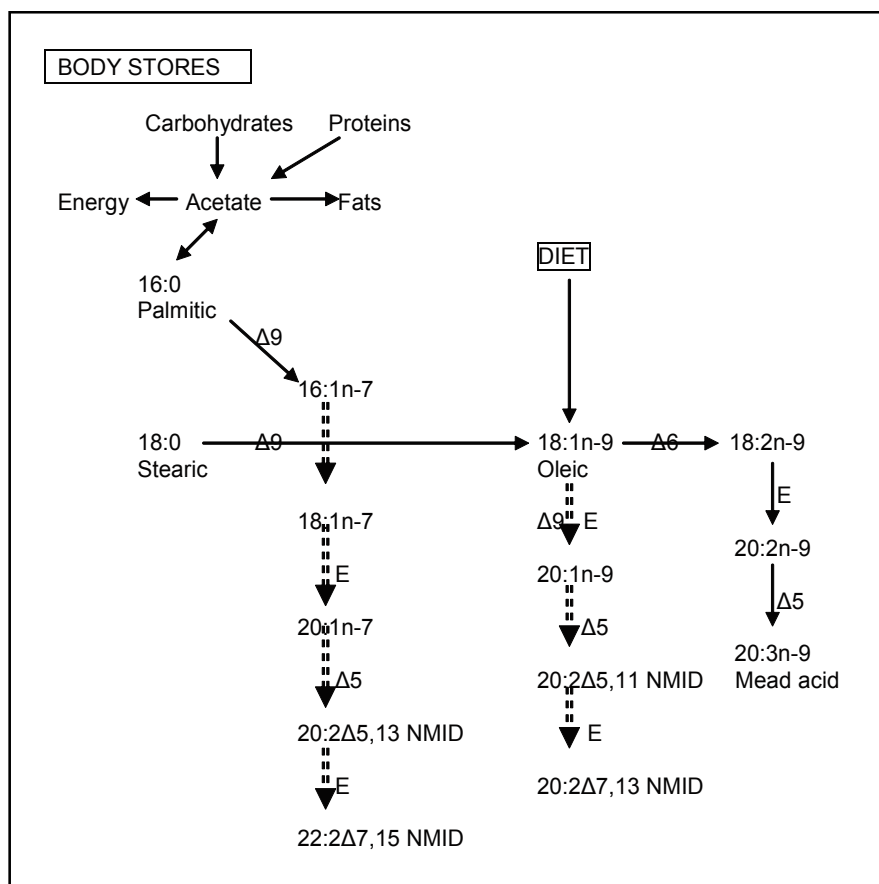 BODY STORES
Carbohydrates Proteins
Energy Acetate Fats
DIET
16:0
Palmitic
Δ9
16:1n-7
18:0 Δ9 18:1n-9 Δ6 18:2n-9
Stearic Oleic
E
18:1n-7 Δ9 E
20:2n-9
E 20:1n-9
Δ5
20:1n-7 Δ5
20:3n-9
Δ5 20:2Δ5,11 NMID Mead acid
20:2Δ5,13 NMID E
E 20:2Δ7,13 NMID
22:2Δ7,15 NMID